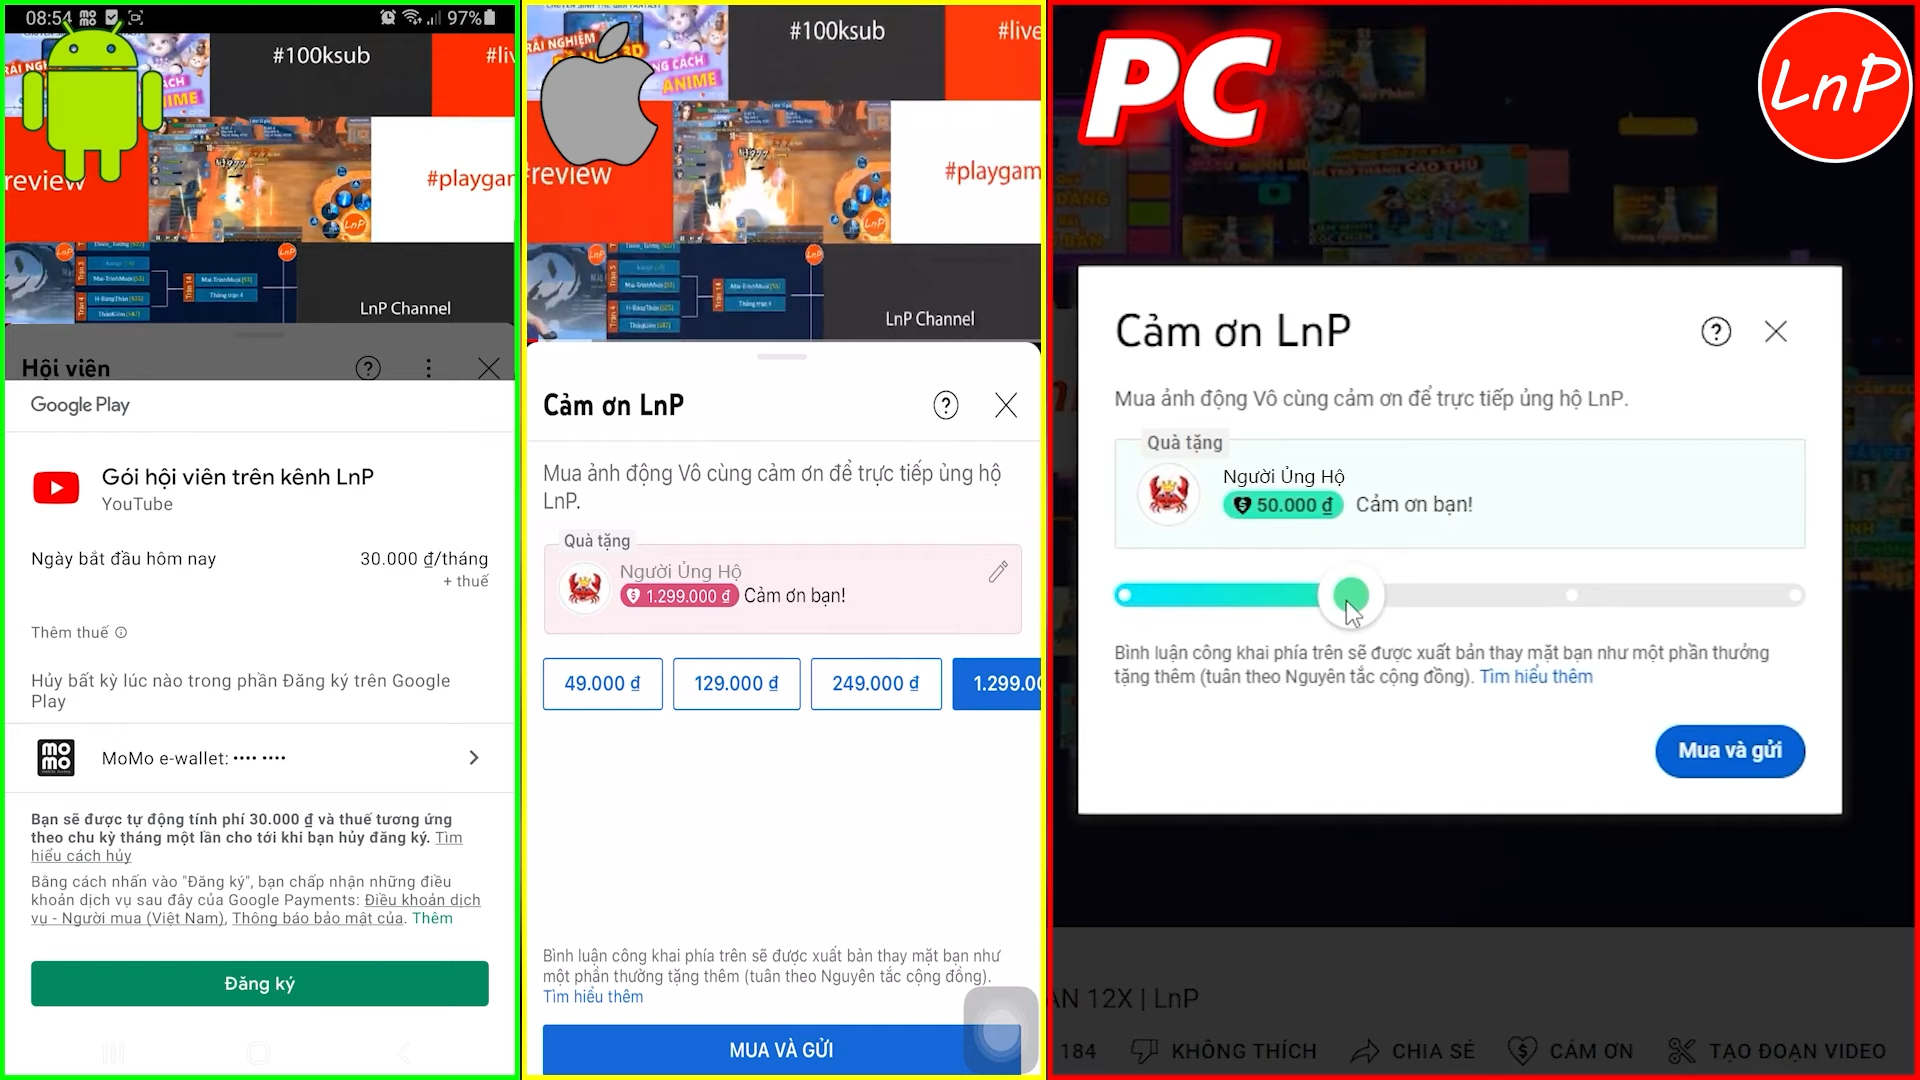 08:54
97%
#100ksub
#liv
review
#playgam
LnP
LnP Channel
Hội viên
Google Play
Gói hội viên trên kênh LnP
YouTube
Ngày bắt đầu hôm nay
30.000 ₫/tháng
+ thuế
Thêm thuế
Hủy bất kỳ lúc nào trong phần Đăng ký trên Google
Play
mo
mo
MoMo e-wallet: •••• ••••
Bạn sẽ được tự động tính phí 30.000 ₫ và thuế tương ứng
theo chu kỳ tháng một lần cho tới khi bạn hủy đăng ký. Tìm
hiểu cách hủy
Bằng cách nhấn vào "Đăng ký", bạn chấp nhận những điều
khoản dịch vụ sau đây của Google Payments: Điều khoản dịch
vụ - Người mua (Việt Nam), Thông báo bảo mật của. Thêm
Đăng ký
#100ksub
#live
ANIME
#review
#playgam
LnP
LnP Channel
Cảm ơn LnP
Mua ảnh động Vô cùng cảm ơn để trực tiếp ủng hộ
LnP.
Quà tặng
Người Ủng Hộ
1.299.000 ₫ Cảm ơn bạn!
49.000 ₫
129.000 ₫
249.000 ₫
1.299.00
Bình luận công khai phía trên sẽ được xuất bản thay mặt bạn như
một phần thưởng tặng thêm (tuân theo Nguyên tắc cộng đồng).
Tìm hiểu thêm
MUA VÀ GỬI
PC
LnP
Cảm ơn LnP
Mua ảnh động Vô cùng cảm ơn để trực tiếp ủng hộ LnP.
Quà tặng
Người Ủng Hộ
50.000 ₫ Cảm ơn bạn!
Bình luận công khai phía trên sẽ được xuất bản thay mặt bạn như một phần thưởng
tặng thêm (tuân theo Nguyên tắc cộng đồng). Tìm hiểu thêm
Mua và gửi
AN 12X | LnP
184
KHÔNG THÍCH
CHIA SẺ
CẢM ƠN
TẠO ĐOẠN VIDEO